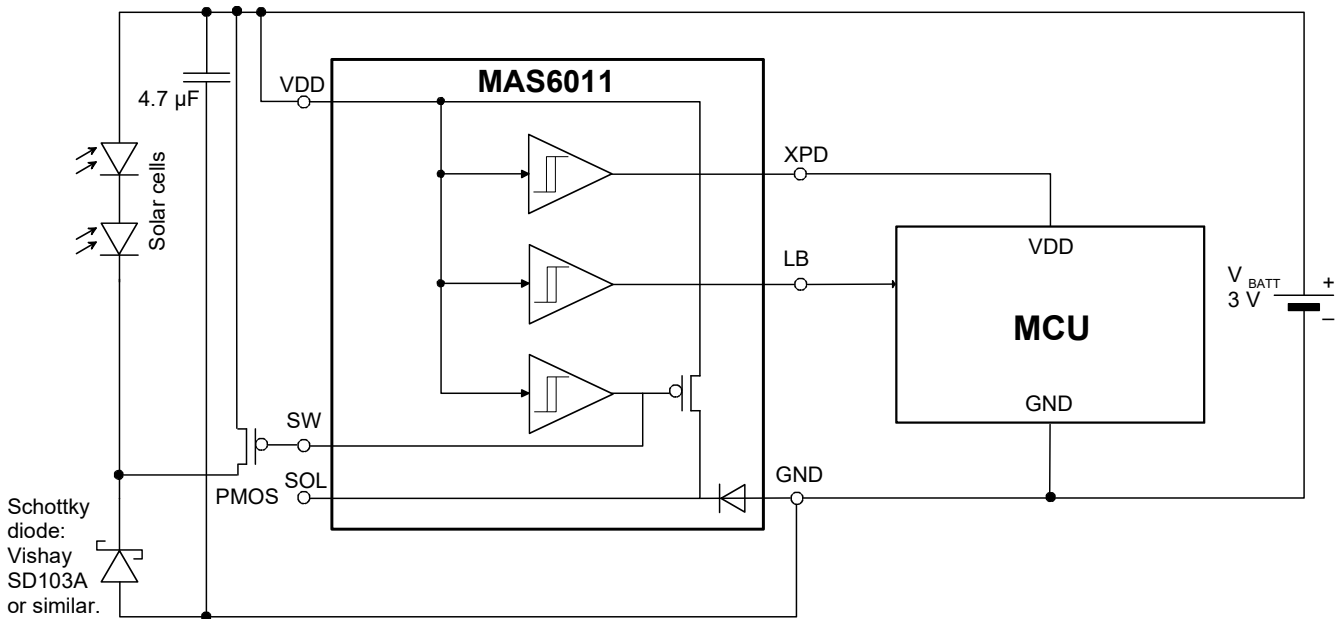 MAS6011
VDD
4.7 µF
Solar cells
XPD
VDD
LB
V BATT
3 V
+
–
MCU
GND
SW
SOL
PMOS
GND
Schottky
diode:
Vishay
SD103A
or similar.